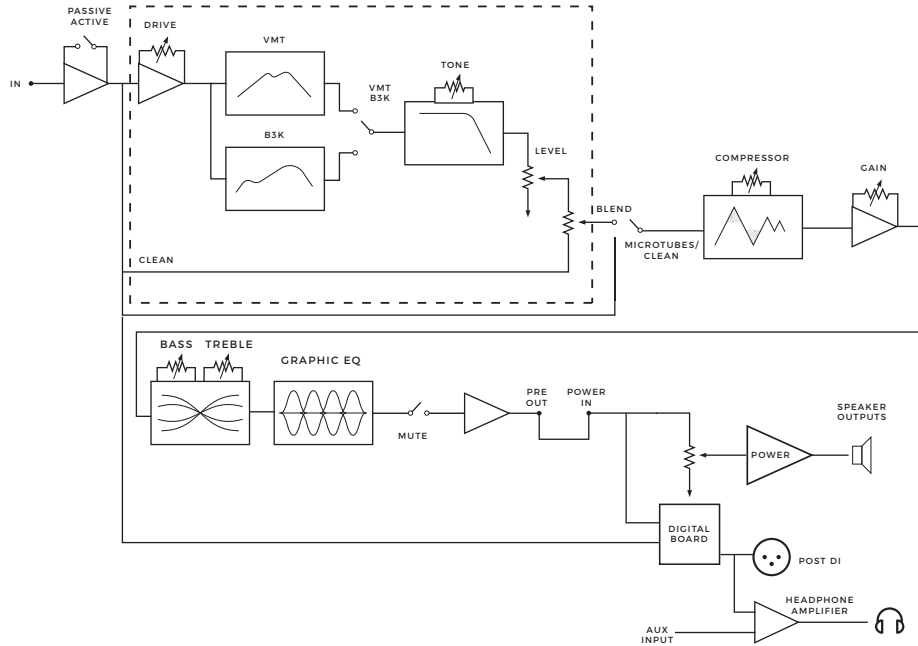 PASSIVE
ACTIVE
DRIVE
VMT
IN
VMT
B3K
TONE
B3K
LEVEL
COMPRESSOR
GAIN
BLEND
MICROTUBES/
CLEAN
CLEAN
BASS TREBLE
GRAPHIC EQ
PRE
OUT
POWER
IN
SPEAKER
OUTPUTS
MUTE
POWER
DIGITAL
BOARD
POST DI
HEADPHONE
AMPLIFIER
AUX
INPUT